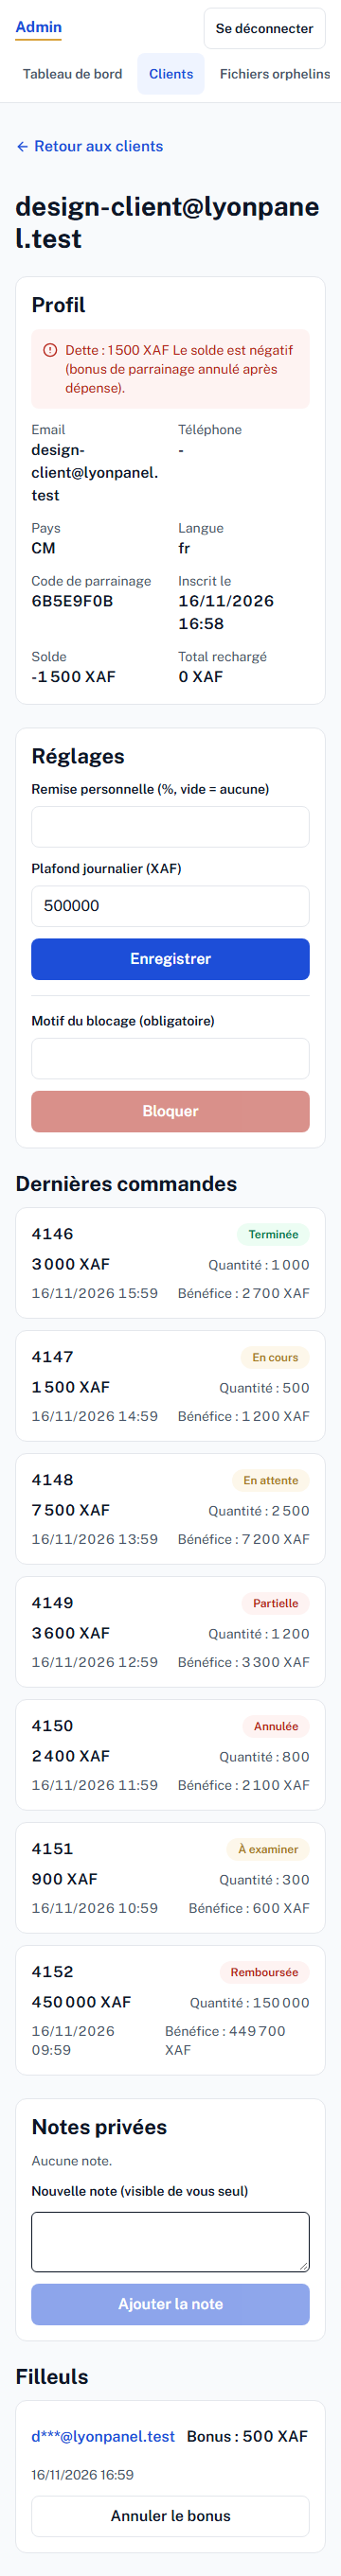 Admin
Se déconnecter
Tableau de bord Clients Fichiers orphelins
← Retour aux clients
design-client@lyonpane
l.test
Profil
Dette : 1 500 XAF Le solde est négatif
(bonus de parrainage annulé après
dépense).
Email Téléphone
design- -
client@lyonpanel.
test
Pays Langue
CM fr
Code de parrainage Inscrit le
6B5E9F0B 16/11/2026
16:58
Solde Total rechargé
-1 500 XAF 0 XAF
Réglages
Remise personnelle (%, vide = aucune)
Plafond journalier (XAF)
500000
Enregistrer
Motif du blocage (obligatoire)
Bloquer
Dernières commandes
4146 Terminée
3 000 XAF Quantité : 1 000
16/11/2026 15:59 Bénéfice : 2 700 XAF
4147 En cours
1 500 XAF Quantité : 500
16/11/2026 14:59 Bénéfice : 1 200 XAF
4148 En attente
7 500 XAF Quantité : 2 500
16/11/2026 13:59 Bénéfice : 7 200 XAF
4149 Partielle
3 600 XAF Quantité : 1 200
16/11/2026 12:59 Bénéfice : 3 300 XAF
4150 Annulée
2 400 XAF Quantité : 800
16/11/2026 11:59 Bénéfice : 2 100 XAF
4151 À examiner
900 XAF Quantité : 300
16/11/2026 10:59 Bénéfice : 600 XAF
4152 Remboursée
450 000 XAF Quantité : 150 000
16/11/2026 Bénéfice : 449 700
09:59 XAF
Notes privées
Aucune note.
Nouvelle note (visible de vous seul)
Ajouter la note
Filleuls
d***@lyonpanel.test Bonus : 500 XAF
16/11/2026 16:59
Annuler le bonus